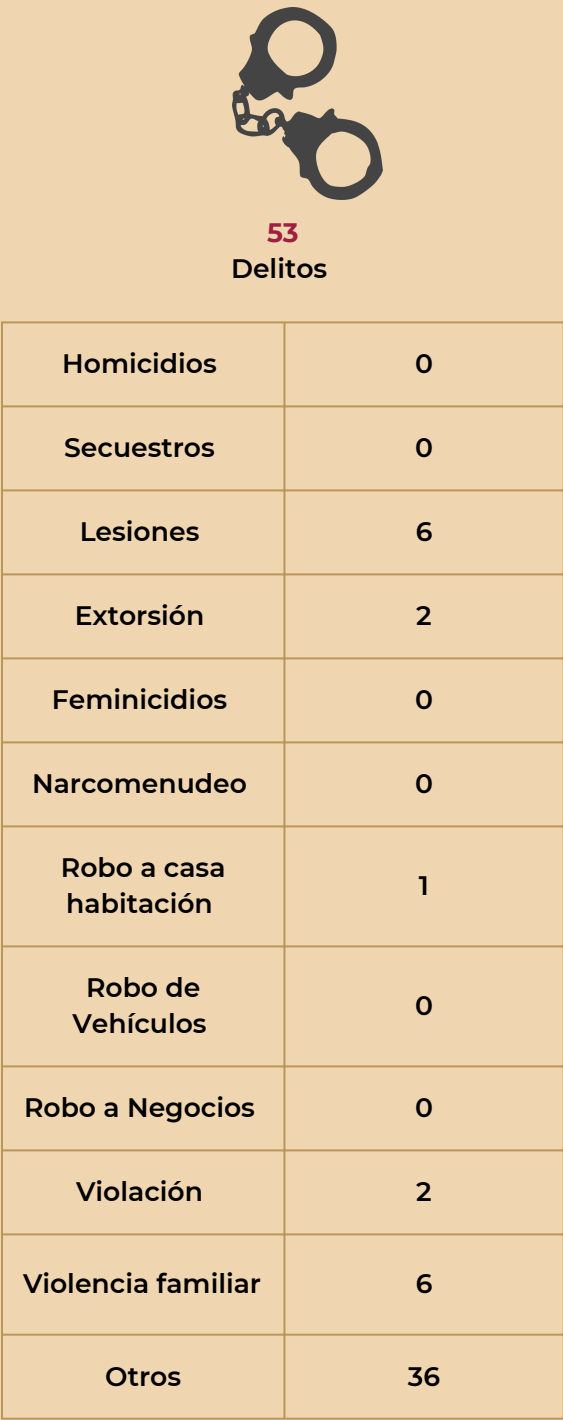 53
Delitos
Homicidios 0
Secuestros 0
Lesiones 6
Extorsión 2
Feminicidios 0
Narcomenudeo 0
Robo a casa
habitación 1
Robo de
Vehículos 0
Robo a Negocios 0
Violación 2
Violencia familiar 6
Otros 36